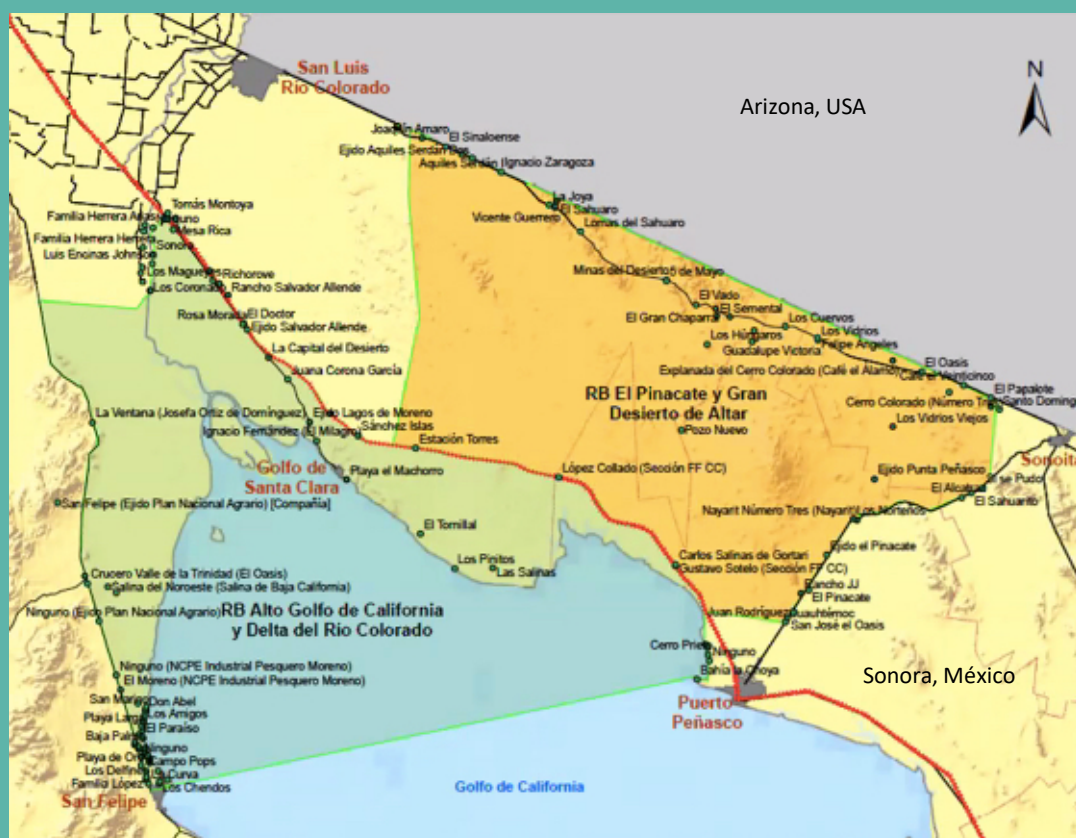 N
San Luis
Río Colorado
Arizona, USA
Joaquín Amaro
El Sinaloense
Ejido Aquiles Serdán Dos
Aquiles Serdán
Ignacio Zaragoza
La Joya
El Sahuaro
Vicente Guerrero
Lomas del Sahuaro
Tomás Montoya
Familia Herrera
Mesa Rica
Familia Herrera Herrera
Sonora
Luis Encinas Johnson
Los Magueyes
Richorove
Los Coronado
Rancho Salvador Allende
Minas del Desierto
5 de Mayo
El Vado
El Semental
El Gran Chaparral
Los Cuervos
Rosa Morada
El Doctor
Ejido Salvador Allende
Los Húngaros
Los Vidrios
Guadalupe Victoria
Felipe Angeles
La Capital del Desierto
El Oasis
Explanada del Cerro Colorado (Café el Alamo)
Café el Veinticinco
Juana Corona García
RB El Pinacate y Gran
Desierto de Altar
El Papalote
Cerro Colorado (Número Tres)
Santo Domingo
La Ventana (Josefa Ortiz de Domínguez)
Ejido Lagos de Moreno
Los Vidrios Viejos
Sánchez Islas
Pozo Nuevo
Ignacio Fernández (El Milagro)
Estación Torres
Sonoita
Golfo de
Santa Clara
Playa el Machorro
López Collado (Sección FF CC)
Ejido Punta Peñasco
Si se Pudo
El Alcatraz
El Sahuarito
San Felipe (Ejido Plan Nacional Agrario) [Compañía]
Nayarit Número Tres (Nayarit)
Los Norteños
El Tornillal
Los Pinitos
Las Salinas
Carlos Salinas de Gortari
Gustavo Sotelo (Sección FF CC)
Ejido el Pinacate
Crucero Valle de la Trinidad (El Oasis)
Salina del Noroeste (Salina de Baja California)
Rancho JJ
El Pinacate
Ninguno (Ejido Plan Nacional Agrario)
RB Alto Golfo de California
y Delta del Río Colorado
Juan Rodríguez
Cuauhtémoc
San José el Oasis
Cerro Prieto
Ninguno
Ninguno (NCPE Industrial Pesquero Moreno)
El Moreno (NCPE Industrial Pesquero Moreno)
Bahía la Choya
Sonora, México
Puerto
Peñasco
San Marisco
Don Abel
Playa Larga
Los Amigos
El Paraíso
Baja Palm
Ninguno
Playa de Oro
Campo Pops
Los Delfines
La Curva
Familia López
Los Chendos
San Felipe
Golfo de California